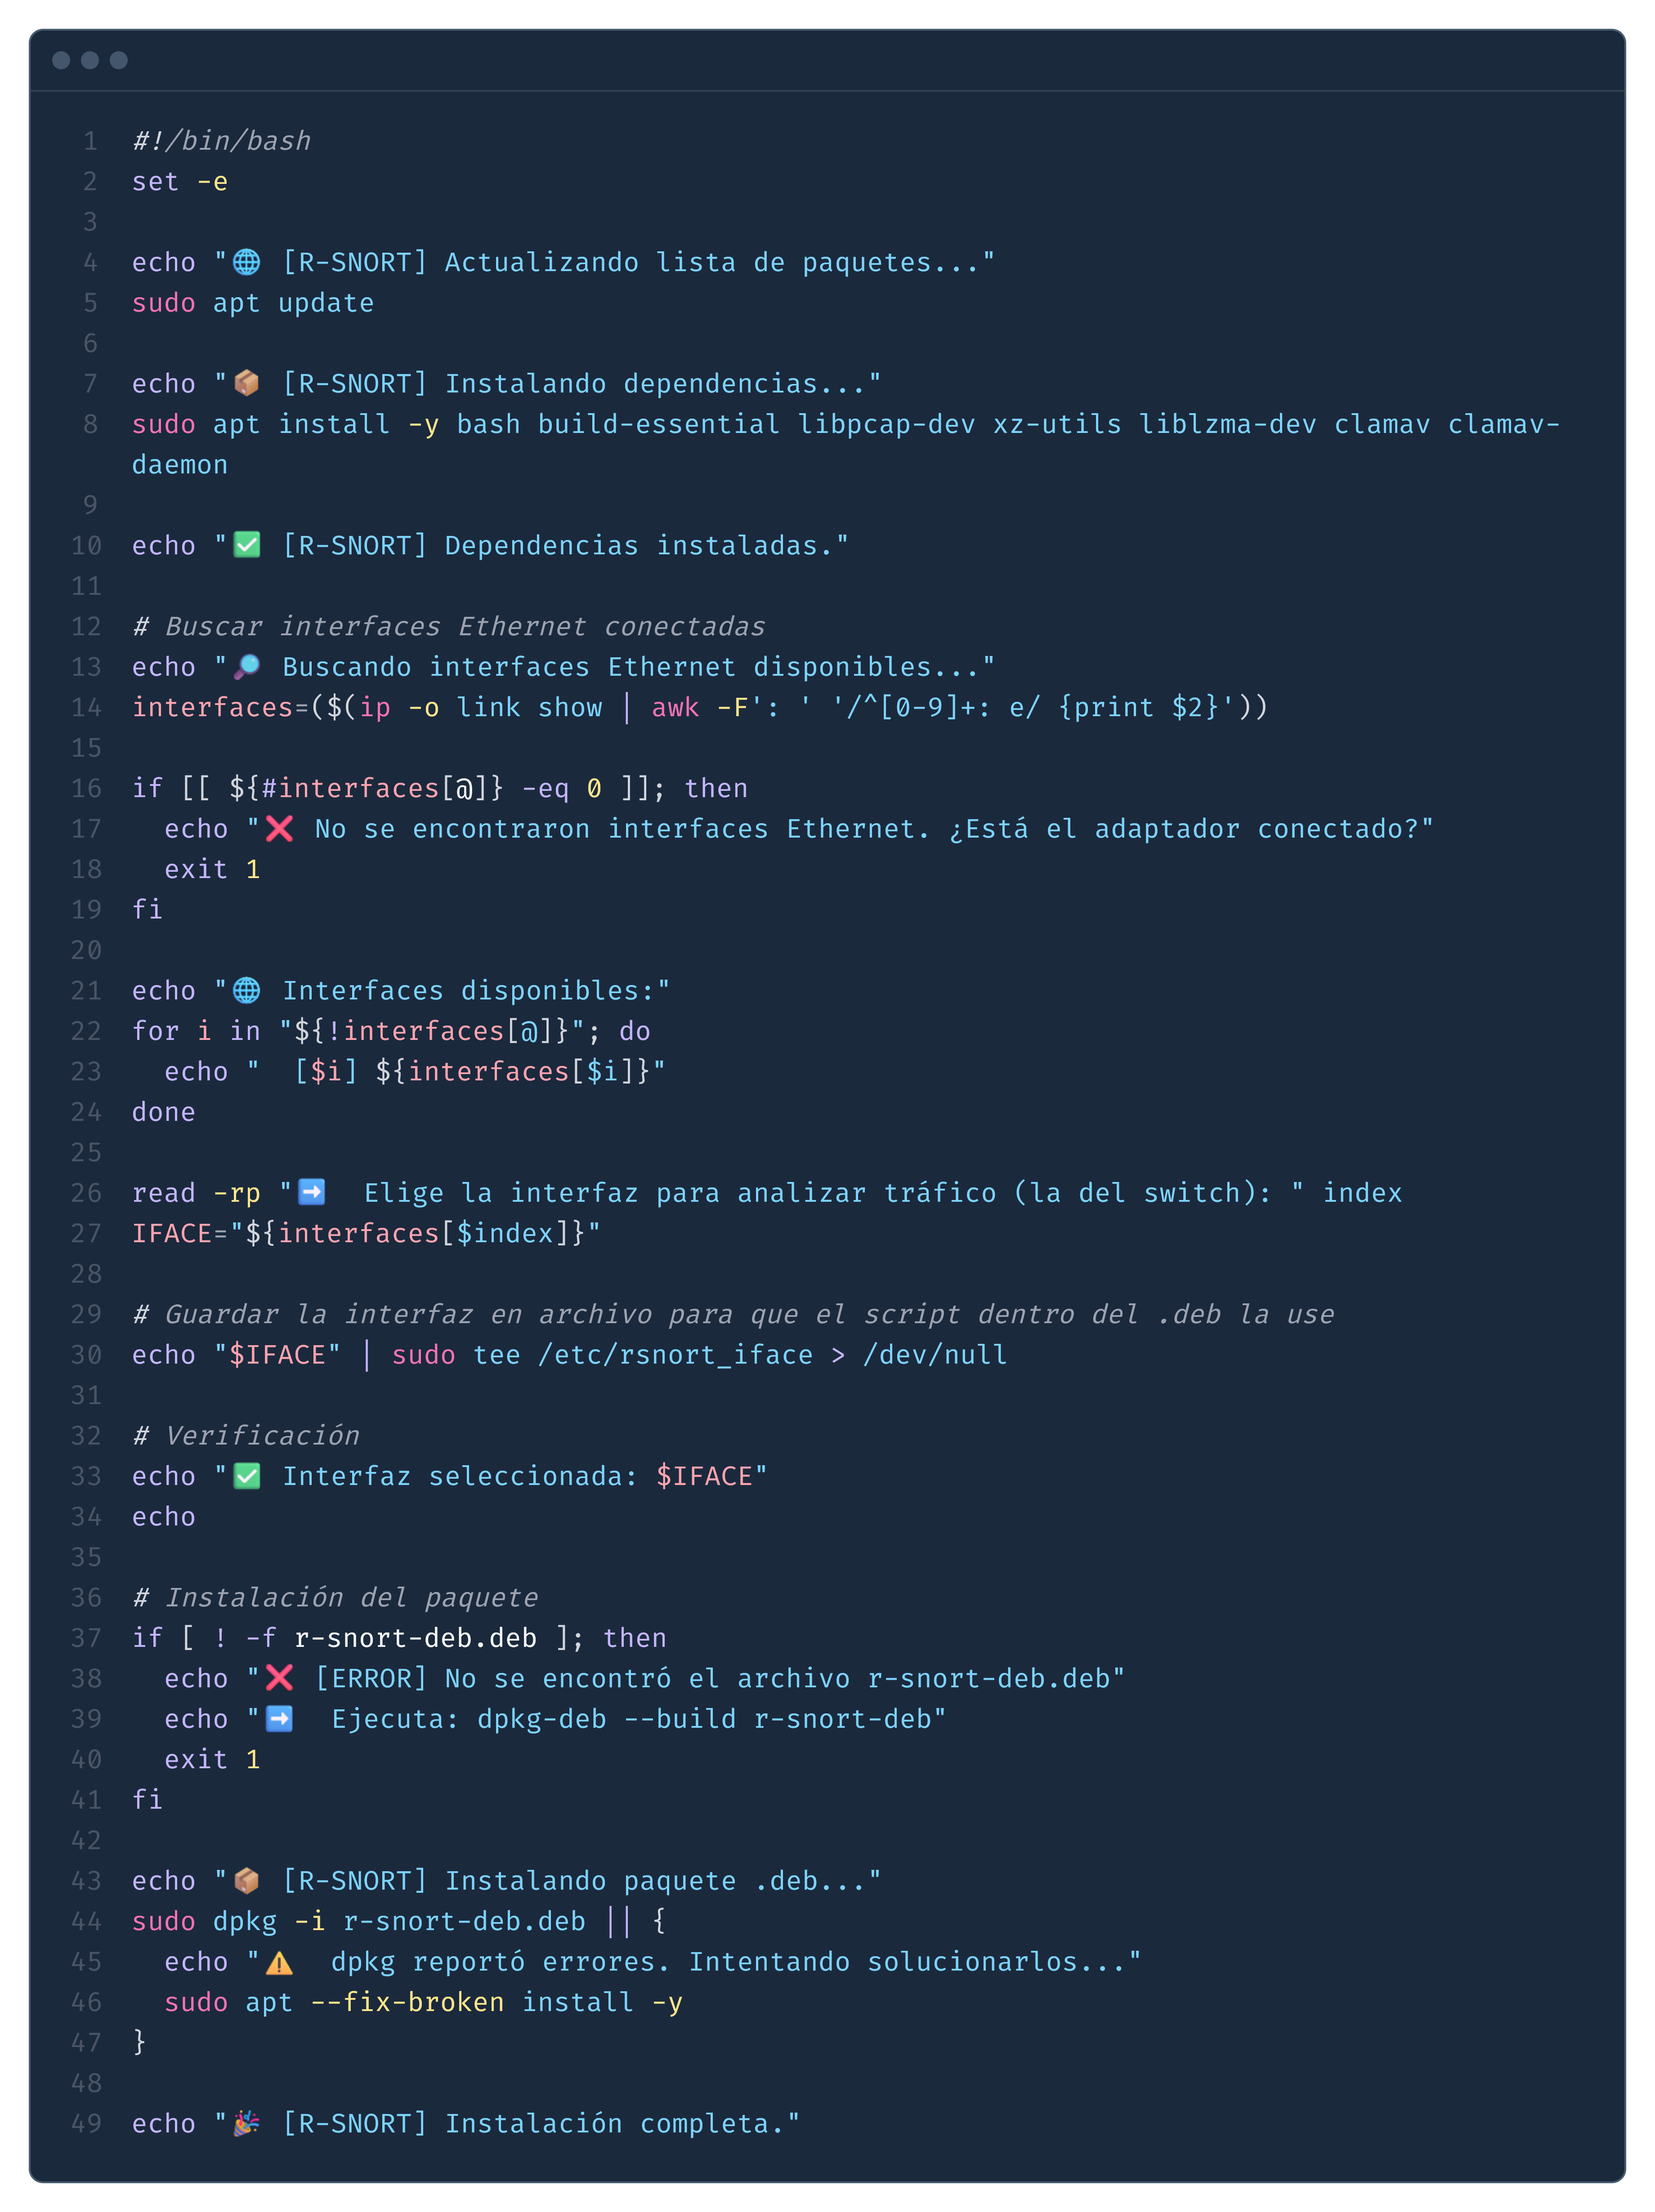 1 #!/bin/bash
2 set -e
3
4 echo "🌐 [R-SNORT] Actualizando lista de paquetes..."
5 sudo apt update
6
7 echo "📦 [R-SNORT] Instalando dependencias..."
8 sudo apt install -y bash build-essential libpcap-dev xz-utils liblzma-dev clamav clamav-
daemon
9
10 echo "✅ [R-SNORT] Dependencias instaladas."
11
12 # Buscar interfaces Ethernet conectadas
13 echo "🔎 Buscando interfaces Ethernet disponibles..."
14 interfaces=($(ip -o link show | awk -F': ' '/^[0-9]+: e/ {print $2}'))
15
16 if [[ ${#interfaces[@]} -eq 0 ]]; then
17   echo "❌ No se encontraron interfaces Ethernet. ¿Está el adaptador conectado?"
18   exit 1
19 fi
20
21 echo "🌐 Interfaces disponibles:"
22 for i in "${!interfaces[@]}"; do
23   echo "  [$i] ${interfaces[$i]}"
24 done
25
26 read -rp "➡️  Elige la interfaz para analizar tráfico (la del switch): " index
27 IFACE="${interfaces[$index]}"
28
29 # Guardar la interfaz en archivo para que el script dentro del .deb la use
30 echo "$IFACE" | sudo tee /etc/rsnort_iface > /dev/null
31
32 # Verificación
33 echo "✅ Interfaz seleccionada: $IFACE"
34 echo
35
36 # Instalación del paquete
37 if [ ! -f r-snort-deb.deb ]; then
38   echo "❌ [ERROR] No se encontró el archivo r-snort-deb.deb"
39   echo "➡️  Ejecuta: dpkg-deb --build r-snort-deb"
40   exit 1
41 fi
42
43 echo "📦 [R-SNORT] Instalando paquete .deb..."
44 sudo dpkg -i r-snort-deb.deb || {
45   echo "⚠️  dpkg reportó errores. Intentando solucionarlos..."
46   sudo apt --fix-broken install -y
47 }
48
49 echo "🎉 [R-SNORT] Instalación completa."